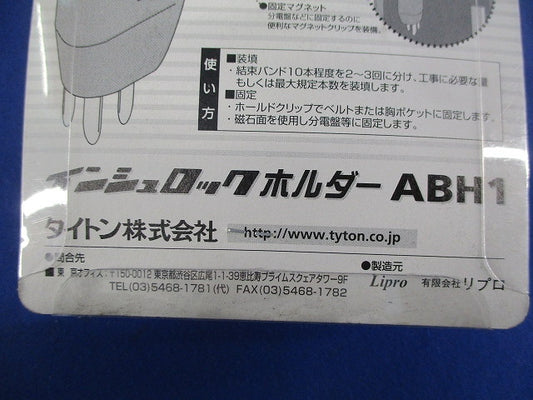 ●固定マグネット
分電盤などに固定するのに
便利なマグネットクリップを装備。
使い方
■装填
・結束バンド10本程度を2〜3回に分け、工事に必要な量
もしくは最大規定本数を装填します。
■固定
・ホールドクリップでベルトまたは胸ポケットに固定します。
・磁石面を使用し分電盤等に固定します。
インシュロックホルダー ABH1
タイトン株式会社 http://www.tyton.co.jp
●問合先
■東 京オフィス：〒150-0012 東京都渋谷区広尾1-1-39恵比寿プライムスクェアタワー9F
TEL(03)5468-1781(代) FAX(03)5468-1782
●製造元
Lipro 有限会社リプロ